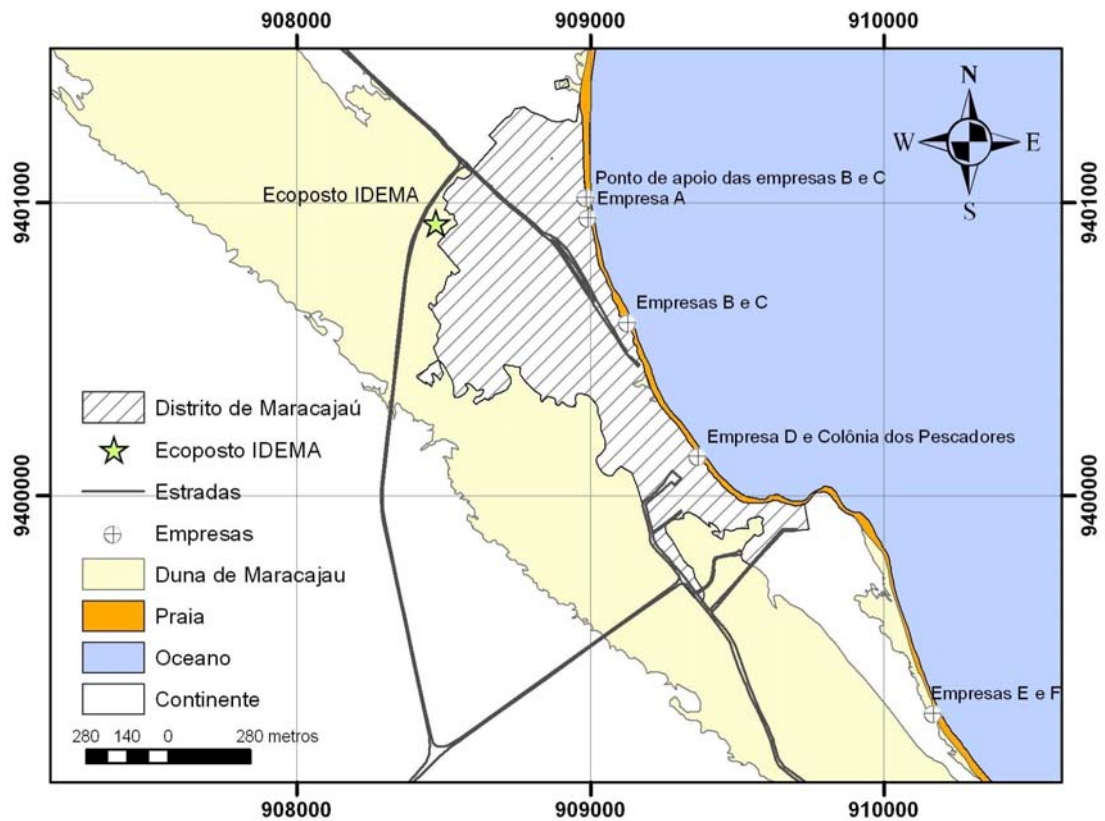 908000
909000
910000
N
W
E
S
Ponto de apoio das empresas B e C
Ecoposto IDEMA
Empresa A
9401000
9401000
Empresas B e C
Distrito de Maracajaú
Empresa D e Colônia dos Pescadores
Ecoposto IDEMA
Estradas
9400000
9400000
Empresas
Duna de Maracajau
Praia
Oceano
Continente
Empresas E e F
280 140 0 280 metros
908000
909000
910000